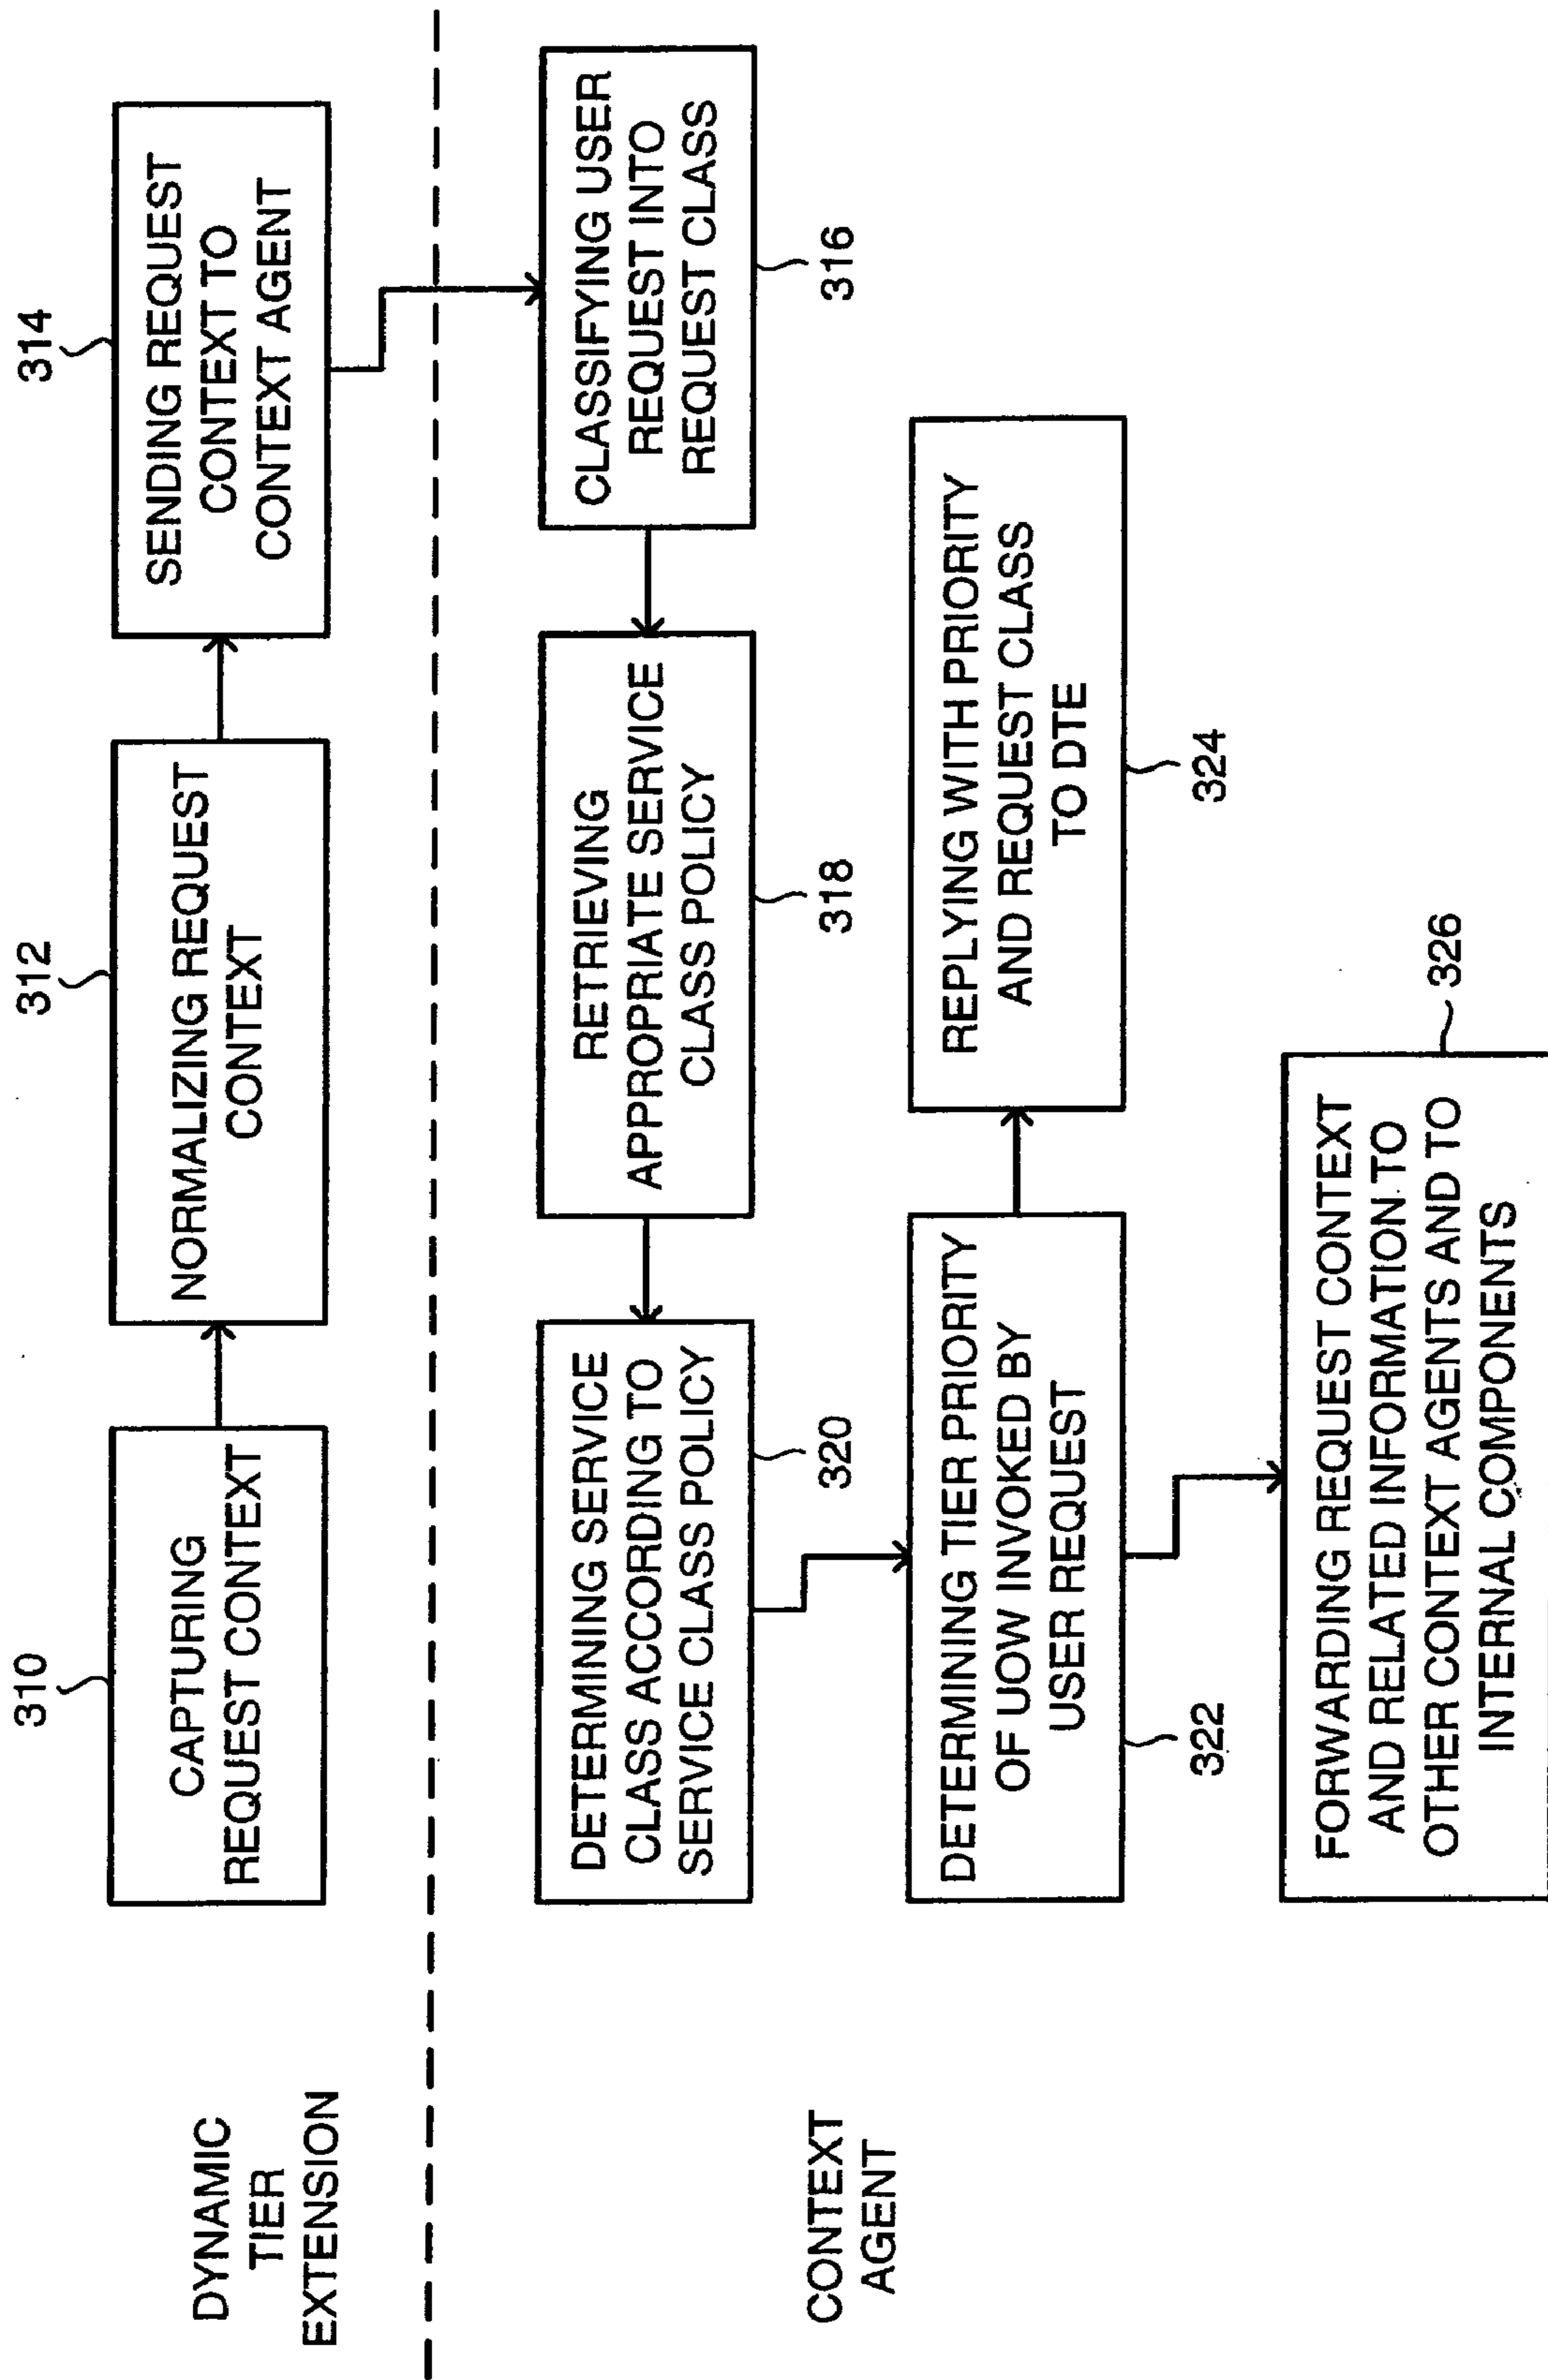 DYNAMIC
TIER
EXTENSION
310
CAPTURING
REQUEST CONTEXT
312
NORMALIZING REQUEST
CONTEXT
314
SENDING REQUEST
CONTEXT TO
CONTEXT AGENT
CONTEXT
AGENT
CLASSIFYING USER
REQUEST INTO
REQUEST CLASS
316
RETRIEVING
APPROPRIATE SERVICE
CLASS POLICY
318
DETERMINING SERVICE
CLASS ACCORDING TO
SERVICE CLASS POLICY
320
DETERMINING TIER PRIORITY
OF UOW INVOKED BY
USER REQUEST
322
REPLYING WITH PRIORITY
AND REQUEST CLASS
TO DTE
324
FORWARDING REQUEST CONTEXT
AND RELATED INFORMATION TO
OTHER CONTEXT AGENTS AND TO
INTERNAL COMPONENTS
326